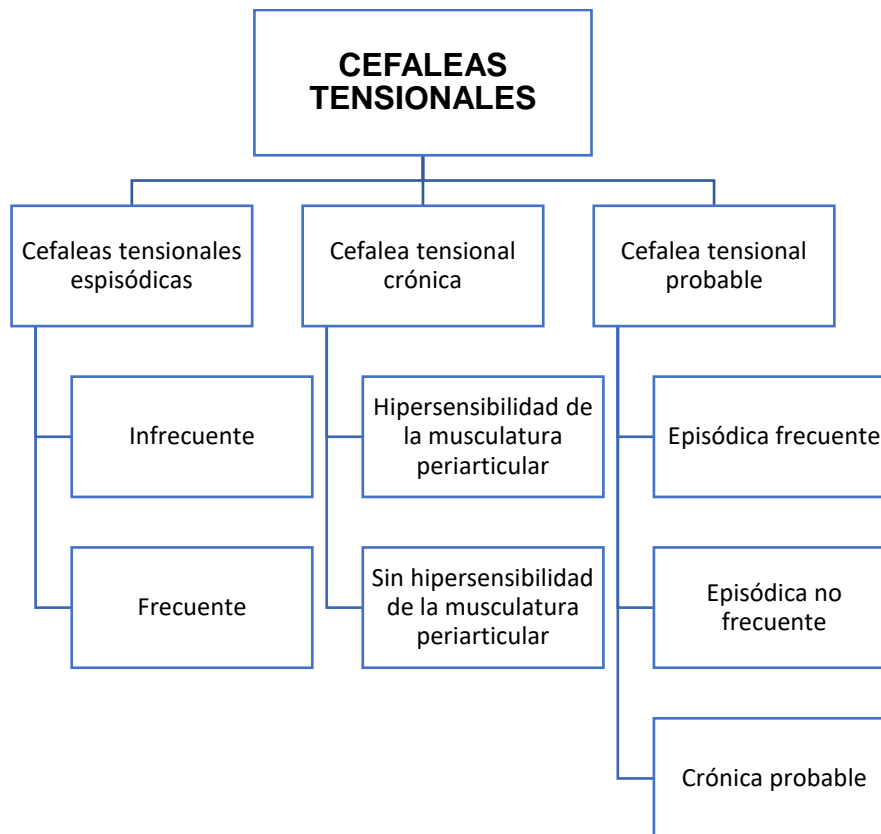 CEFALEAS
TENSIONALES
Cefaleas tensionales
espisódicas
Infrecuente
Frecuente
Cefalea tensional
crónica
Hipersensibilidad de
la musculatura
periarticular
Sin hipersensibilidad
de la musculatura
periarticular
Cefalea tensional
probable
Episódica frecuente
Episódica no
frecuente
Crónica probable